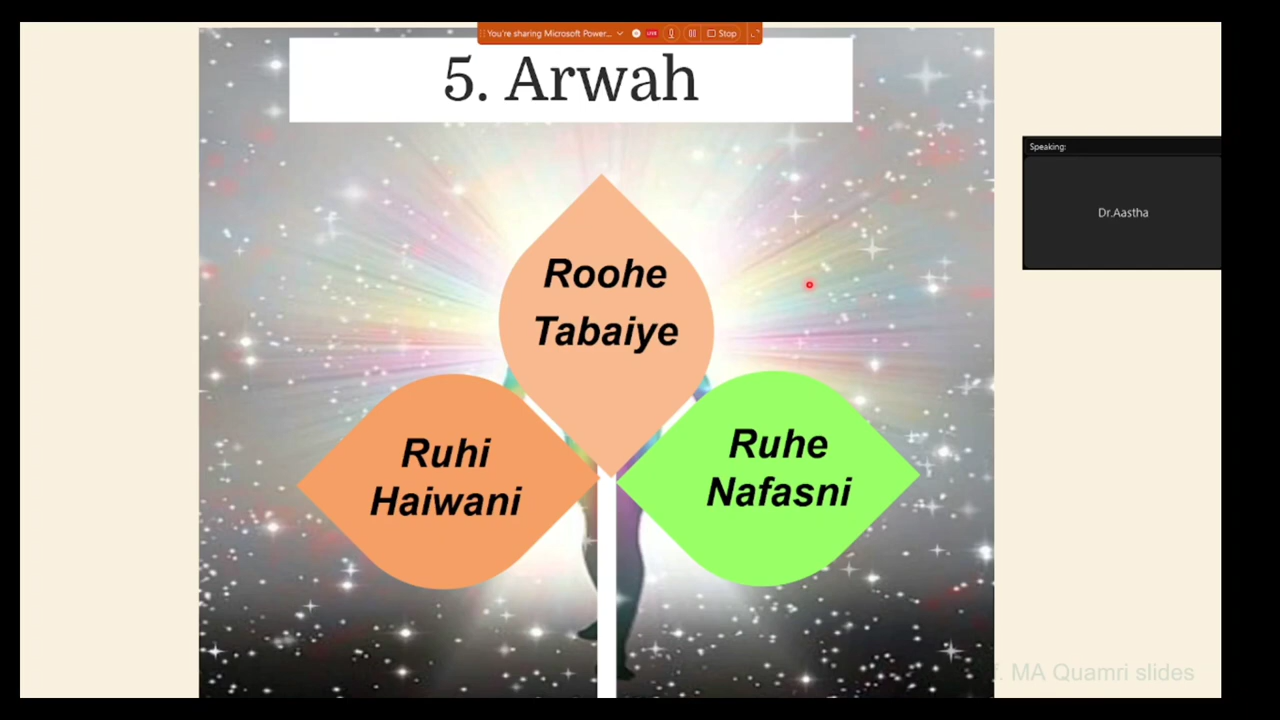 You're sharing Microsoft Power...
LIVE
Stop
5. Arwah
Speaking:
Dr.Aastha
Roohe
Tabaiye
Ruhi
Haiwani
Ruhe
Nafasni
MA Quamri slides